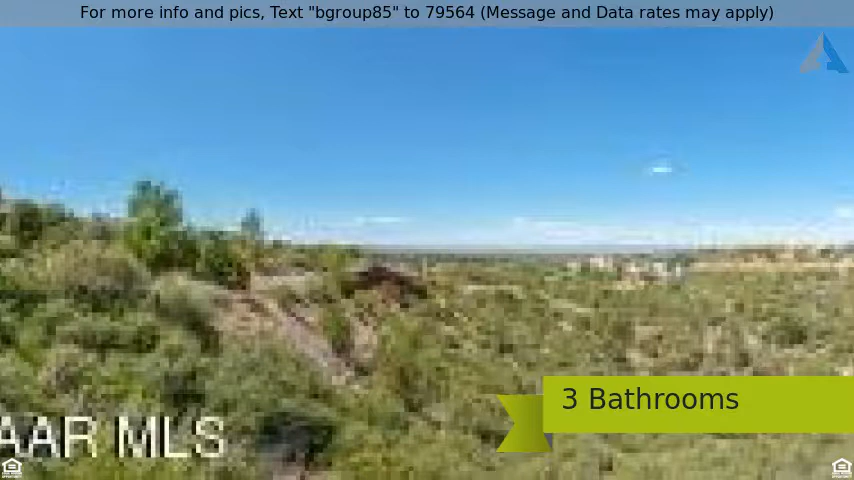 For more info and pics, Text "bgroup85" to 79564 (Message and Data rates may apply)
3 Bathrooms
AAR MLS